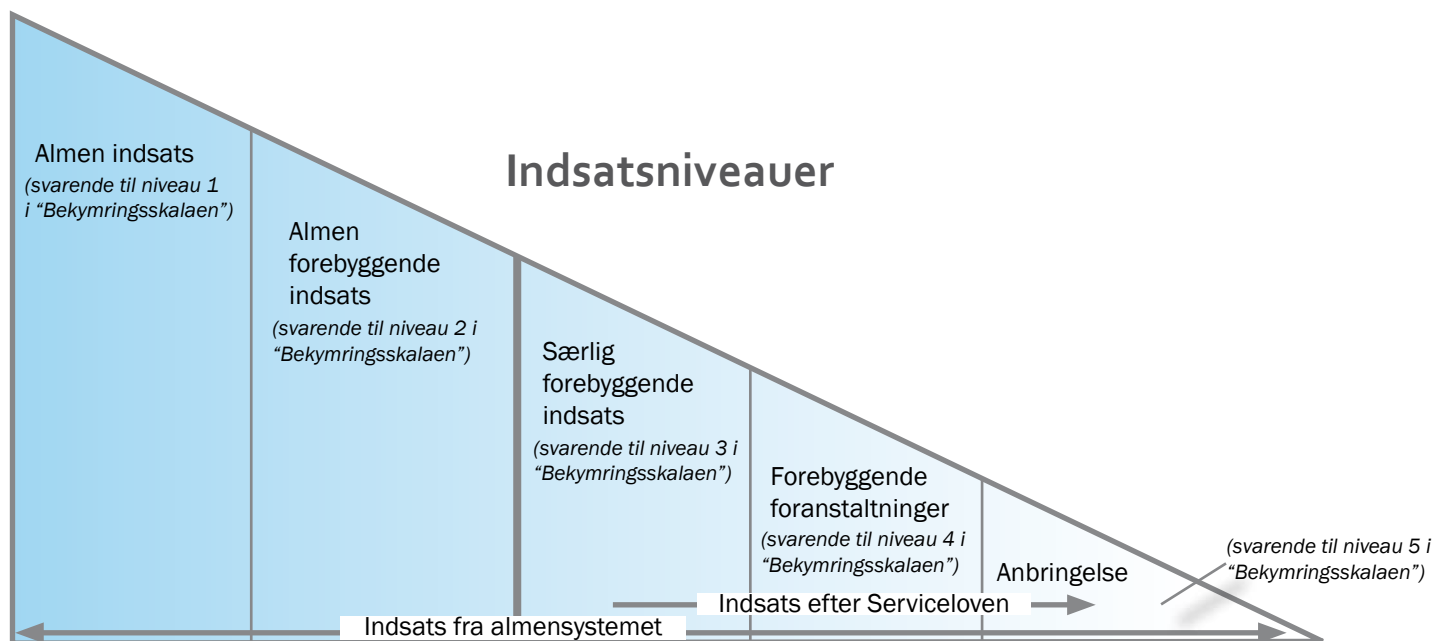 Indsatsniveauer
Almen indsats
(svarende til niveau 1
i “Bekymringsskalaen”)
Almen
forebyggende
indsats
(svarende til niveau 2 i
“Bekymringsskalaen”)
Særlig
forebyggende
indsats
(svarende til niveau 3 i
“Bekymringsskalaen”)
Forebyggende
foranstaltninger
(svarende til niveau 4 i
“Bekymringsskalaen”)
Anbringelse
(svarende til niveau 5 i
“Bekymringsskalaen”)
Indsats efter Serviceloven
Indsats fra almensystemet